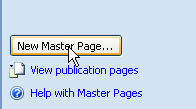 New Master Page...
View publication pages
Help with Master Pages